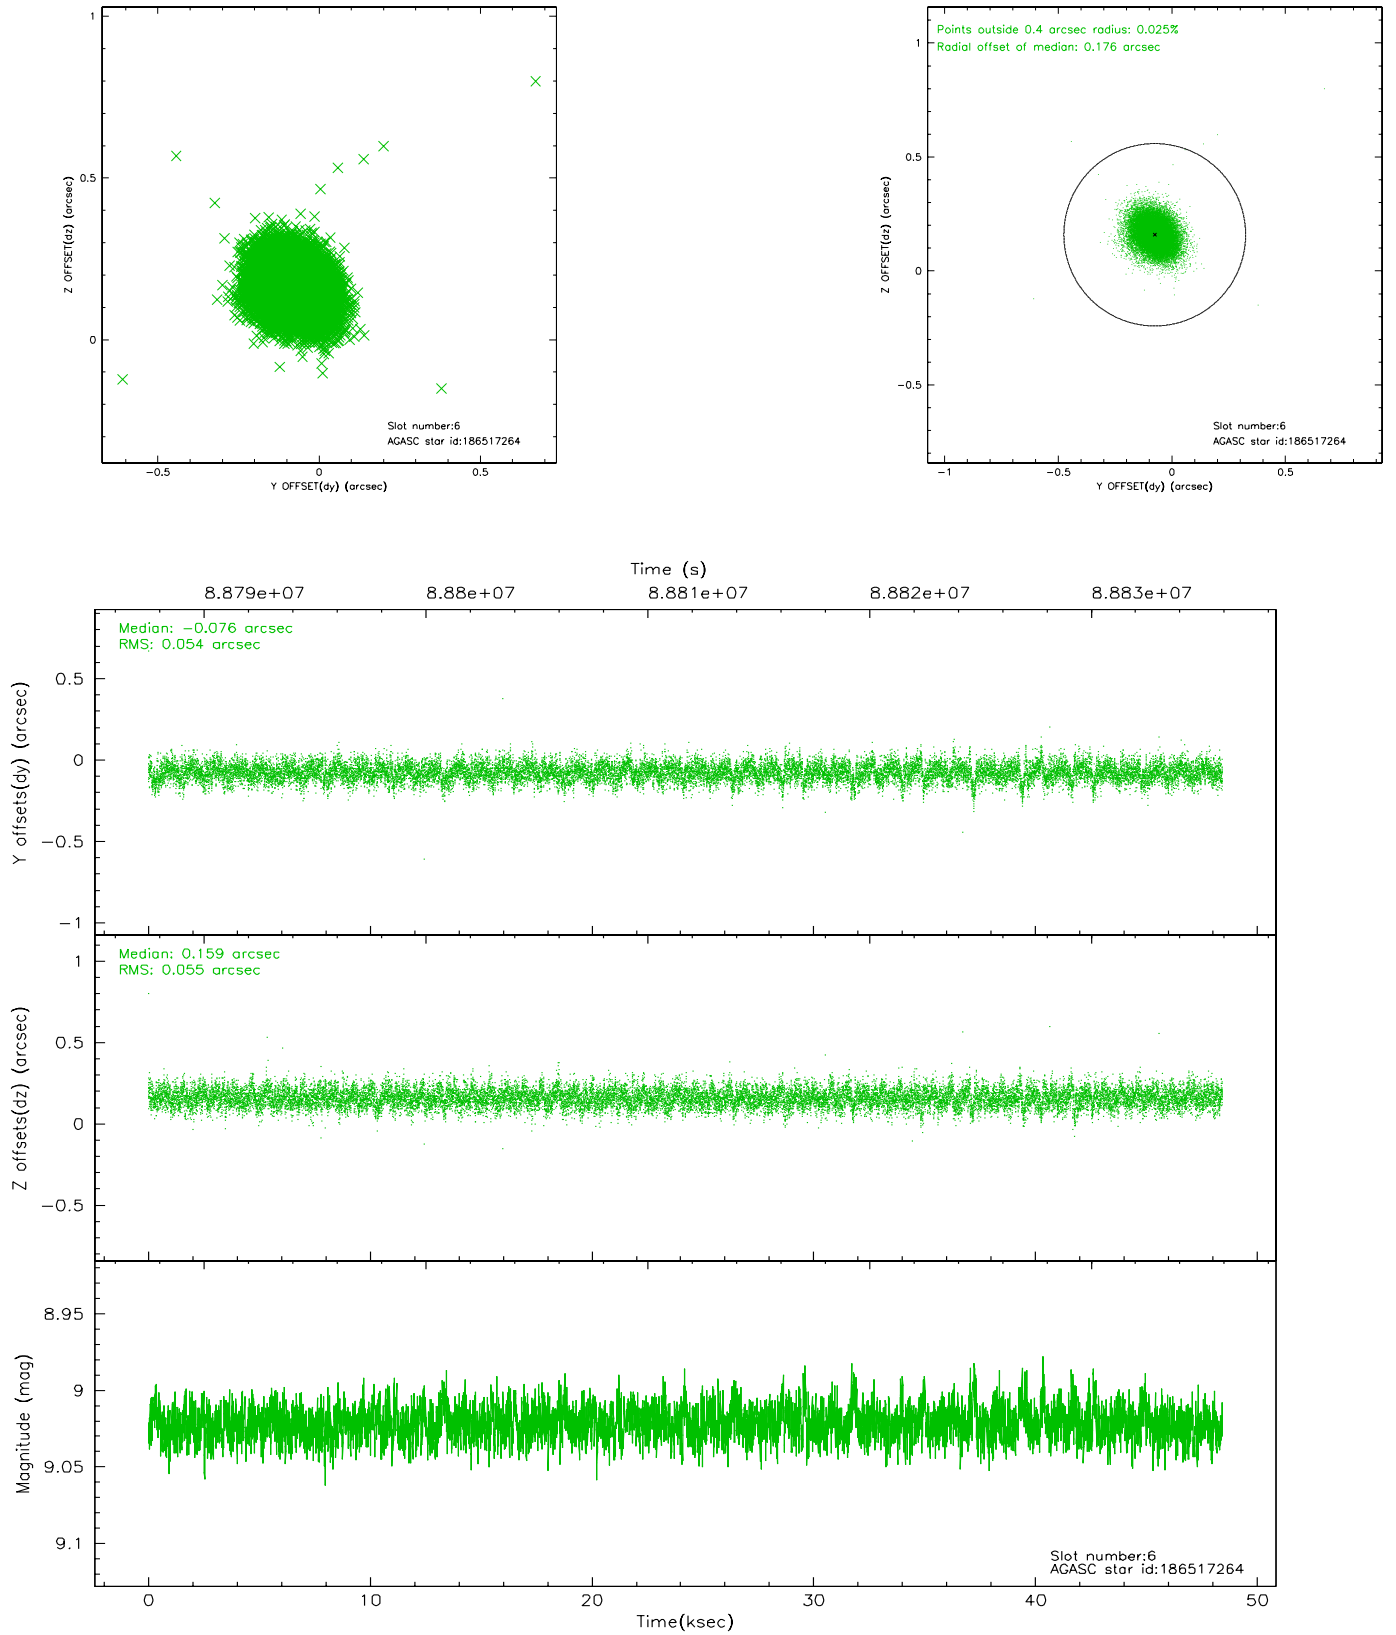 1
0.5
0
Z OFFSET(dz) (arcsec)
Slot number:6
AGASC star id:186517264
-0.5 0 0.5
Y OFFSET(dy) (arcsec)
Points outside 0.4 arcsec radius: 0.025%
Radial offset of median: 0.176 arcsec
1
0.5
0
-0.5
Z OFFSET(dz) (arcsec)
Slot number:6
AGASC star id:186517264
-1 -0.5 0 0.5
Y OFFSET(dy) (arcsec)
Time (s)
8.879e+07 8.88e+07 8.881e+07 8.882e+07 8.883e+07
Median: -0.076 arcsec
RMS: 0.054 arcsec
0.5
0
-0.5
-1
Y offsets(dy) (arcsec)
Median: 0.159 arcsec
RMS: 0.055 arcsec
1
0.5
0
-0.5
Z offsets(dz) (arcsec)
8.95
9
9.05
9.1
Magnitude (mag)
Slot number:6
AGASC star id:186517264
0 10 20 30 40 50
Time(ksec)